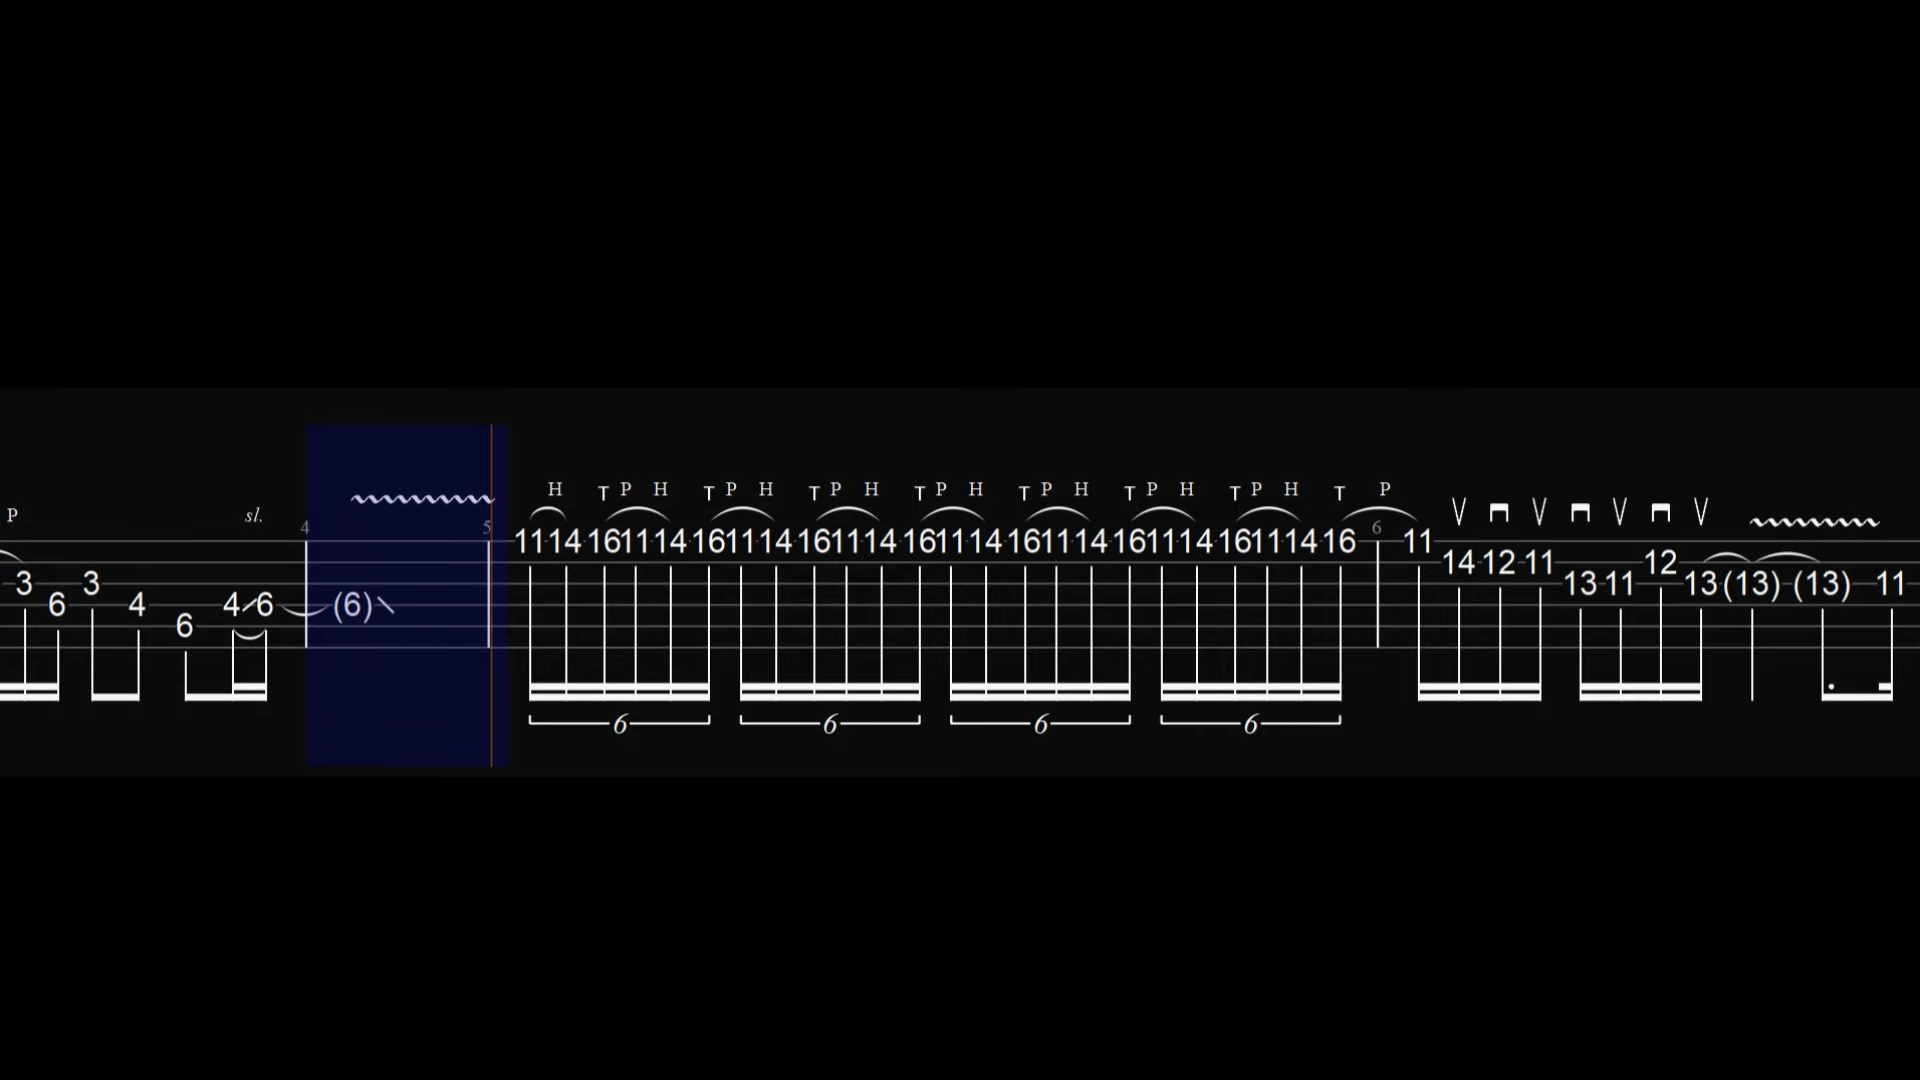 H T P H T P H T P H T P H T P H T P H T P H T P
P sl.
4 5 6
11 14 16 11 14 16 11 14 16 11 14 16 11 14 16 11 14 16 11 14 16 11 14 16 11
14 12 11 12
3 3 13 11 13 (13) (13) 11
6 4 4 6 (6)
6
6 6 6 6